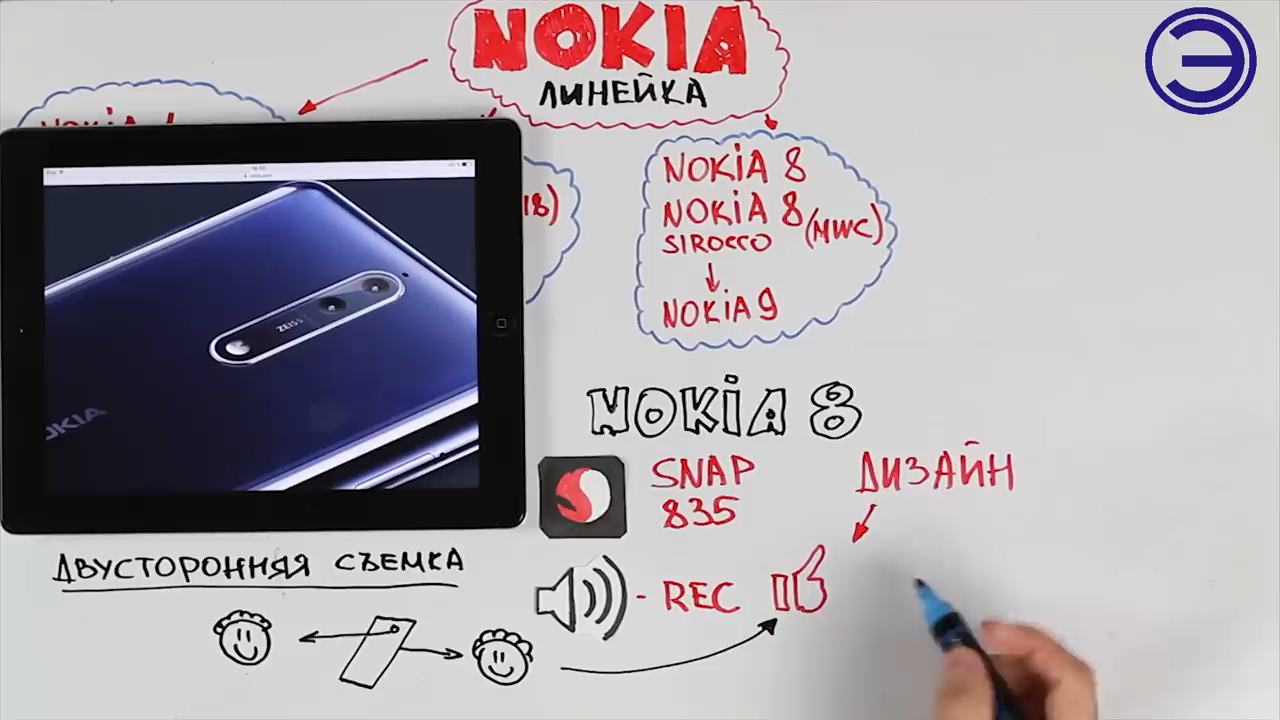 NOKIA
ЛИНЕЙКА
NOKIA
18)
NOKIA 8
NOKIA 8
SIROCCO (MWC)
NOKIA 9
ZEISS
NOKIA 8
SNAP
835
ДИЗАЙН
ДВУСТОРОННЯЯ СЪЕМКА
- REC
Э